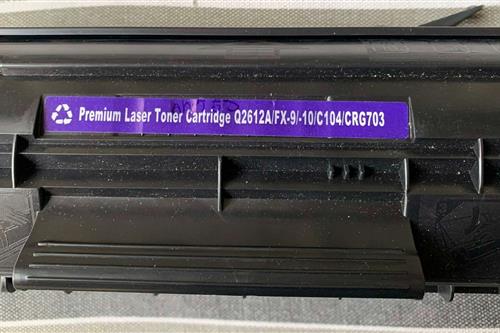 Premium Laser Toner Cartridge Q2612A/FX-9/-10/C104/CRG703